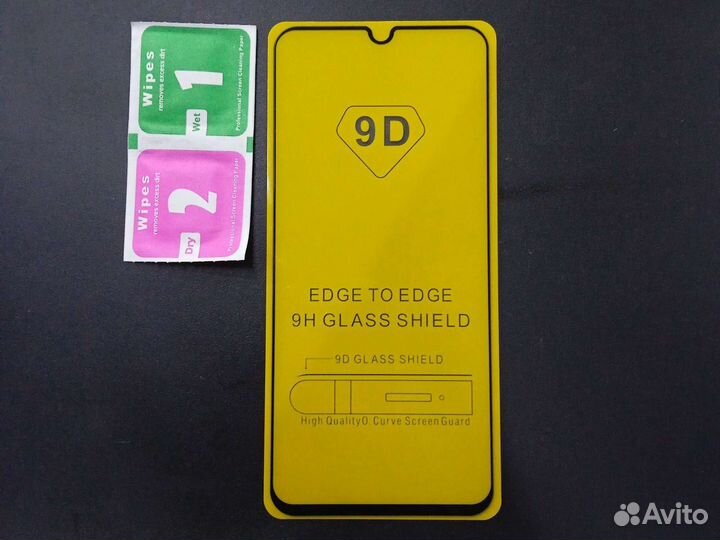 Wipes
removes excess dirt
1
Wet
Professional Screen Cleaning Paper
Wipes
removes excess dirt
2
Dry
Professional Screen Cleaning Paper
9D
EDGE TO EDGE
9H GLASS SHIELD
9D GLASS SHIELD
High Quality0. Curve Screen Guard
Avito